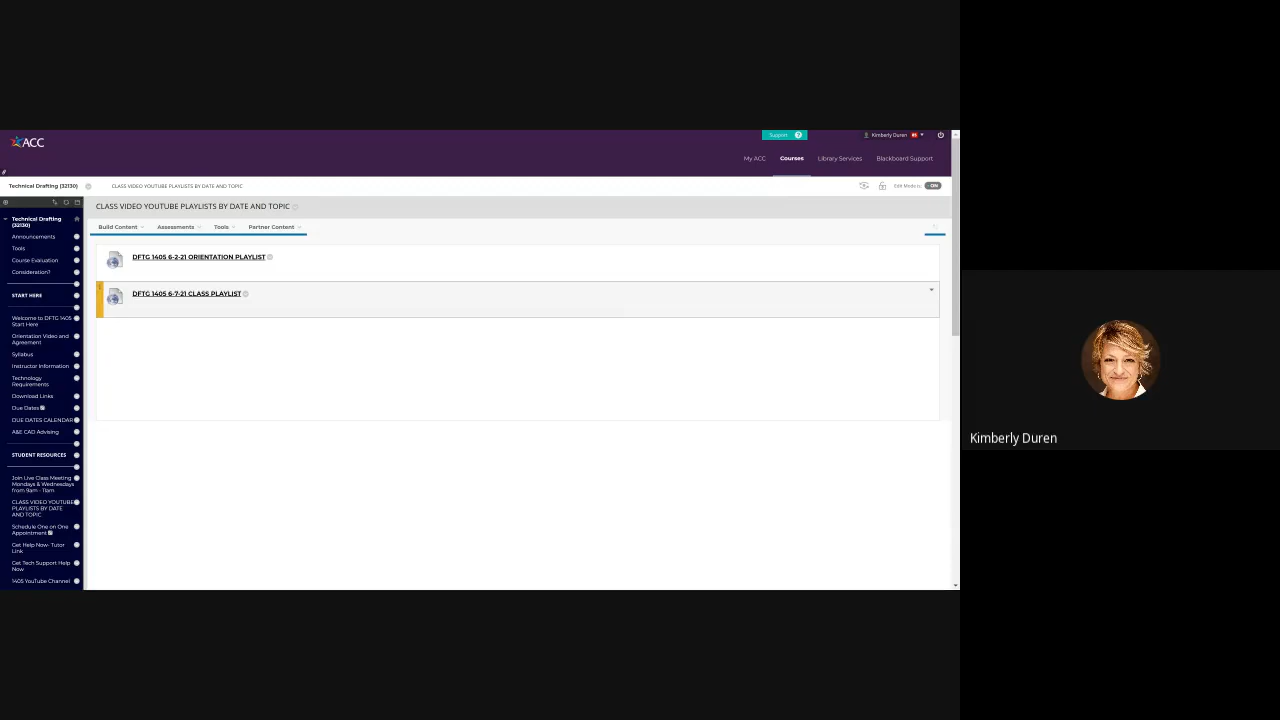 ACC
Support
Kimberly Duren
My ACC
Courses
Library Services
Blackboard Support
Technical Drafting (32130)
CLASS VIDEO YOUTUBE PLAYLISTS BY DATE AND TOPIC
Edit Mode is:
ON
CLASS VIDEO YOUTUBE PLAYLISTS BY DATE AND TOPIC
Build Content
Assessments
Tools
Partner Content
DFTG 1405 6-2-21 ORIENTATION PLAYLIST
DFTG 1405 6-7-21 CLASS PLAYLIST
Technical Drafting
(32130)
Announcements
Tools
Course Evaluation
Consideration?
START HERE
Welcome to DFTG 1405
Start Here
Orientation Video and
Agreement
Syllabus
Instructor Information
Technology
Requirements
Download Links
Due Dates
DUE DATES CALENDAR
A&E CAD Advising
STUDENT RESOURCES
Join Live Class Meeting
Mondays & Wednesdays
from 9am - 11am
CLASS VIDEO YOUTUBE
PLAYLISTS BY DATE
AND TOPIC
Schedule One on One
Appointment
Get Help Now- Tutor
Link
Get Tech Support Help
Now
1405 YouTube Channel
Kimberly Duren